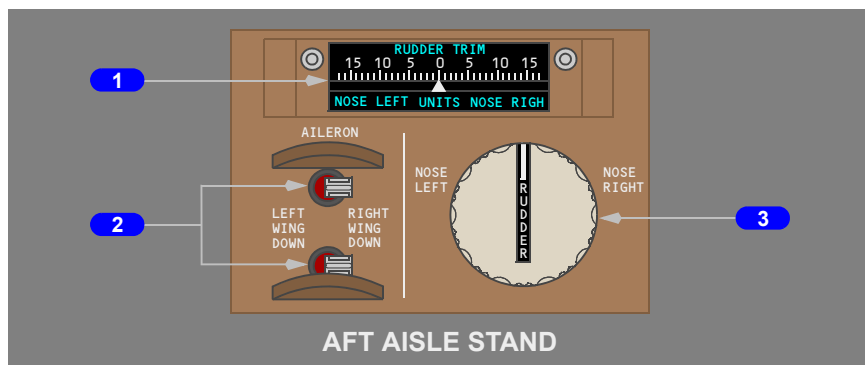 RUDDER TRIM
15 10 5 0 5 10 15
NOSE LEFT UNITS NOSE RIGH
1
AILERON
LEFT
WING
DOWN
RIGHT
WING
DOWN
2
NOSE
LEFT
RUDDER
NOSE
RIGHT
3
AFT AISLE STAND